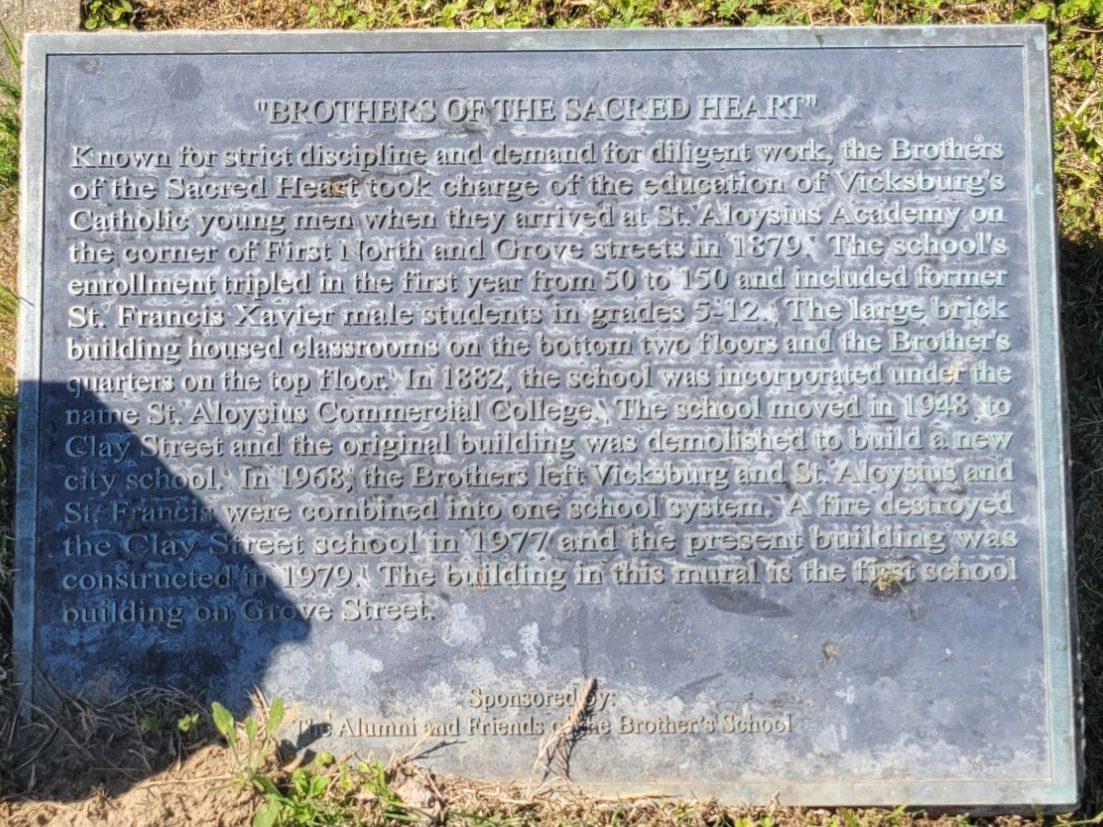 "BROTHERS OF THE SACRED HEART"
Known for strict discipline and demand for diligent work, the Brothers
of the Sacred Heart took charge of the education of Vicksburg's
Catholic young men when they arrived at St. Aloysius Academy on
the corner of First North and Grove streets in 1879. The school's
enrollment tripled in the first year from 50 to 150 and included former
St. Francis Xavier male students in grades 5-12. The large brick
building housed classrooms on the bottom two floors and the Brother's
quarters on the top floor. In 1882, the school was incorporated under the
name St. Aloysius Commercial College. The school moved in 1948 to
Clay Street and the original building was demolished to build a new
city school. In 1968, the Brothers left Vicksburg and St. Aloysius and
St. Francis were combined into one school system. A fire destroyed
the Clay Street school in 1977 and the present building was
constructed in 1979. The building in this mural is the first school
building on Grove Street.
Sponsored by:
The Alumni and Friends of the Brother's School